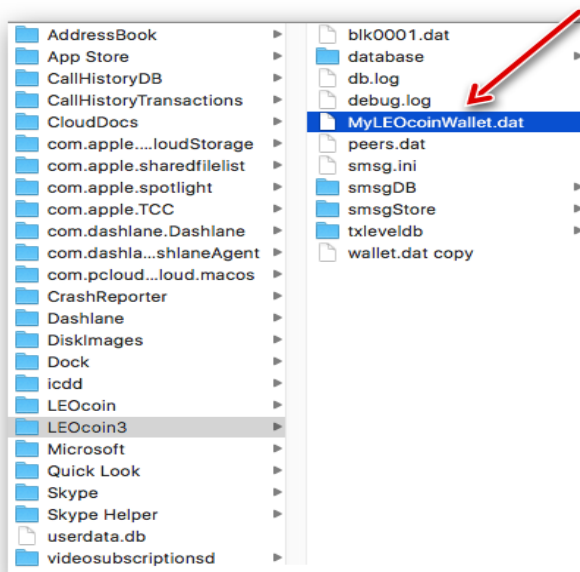 AddressBook
App Store
CallHistoryDB
CallHistoryTransactions
CloudDocs
com.apple....loudStorage
com.apple.sharedfilelist
com.apple.spotlight
com.apple.TCC
com.dashlane.Dashlane
com.dashla...shlaneAgent
com.pcloud...loud.macos
CrashReporter
Dashlane
DiskImages
Dock
icdd
LEOcoin
LEOcoin3
Microsoft
Quick Look
Skype
Skype Helper
userdata.db
videosubscriptionsd
blk0001.dat
database
db.log
debug.log
MyLEOcoinWallet.dat
peers.dat
smsg.ini
smsgDB
smsgStore
txleveldb
wallet.dat copy